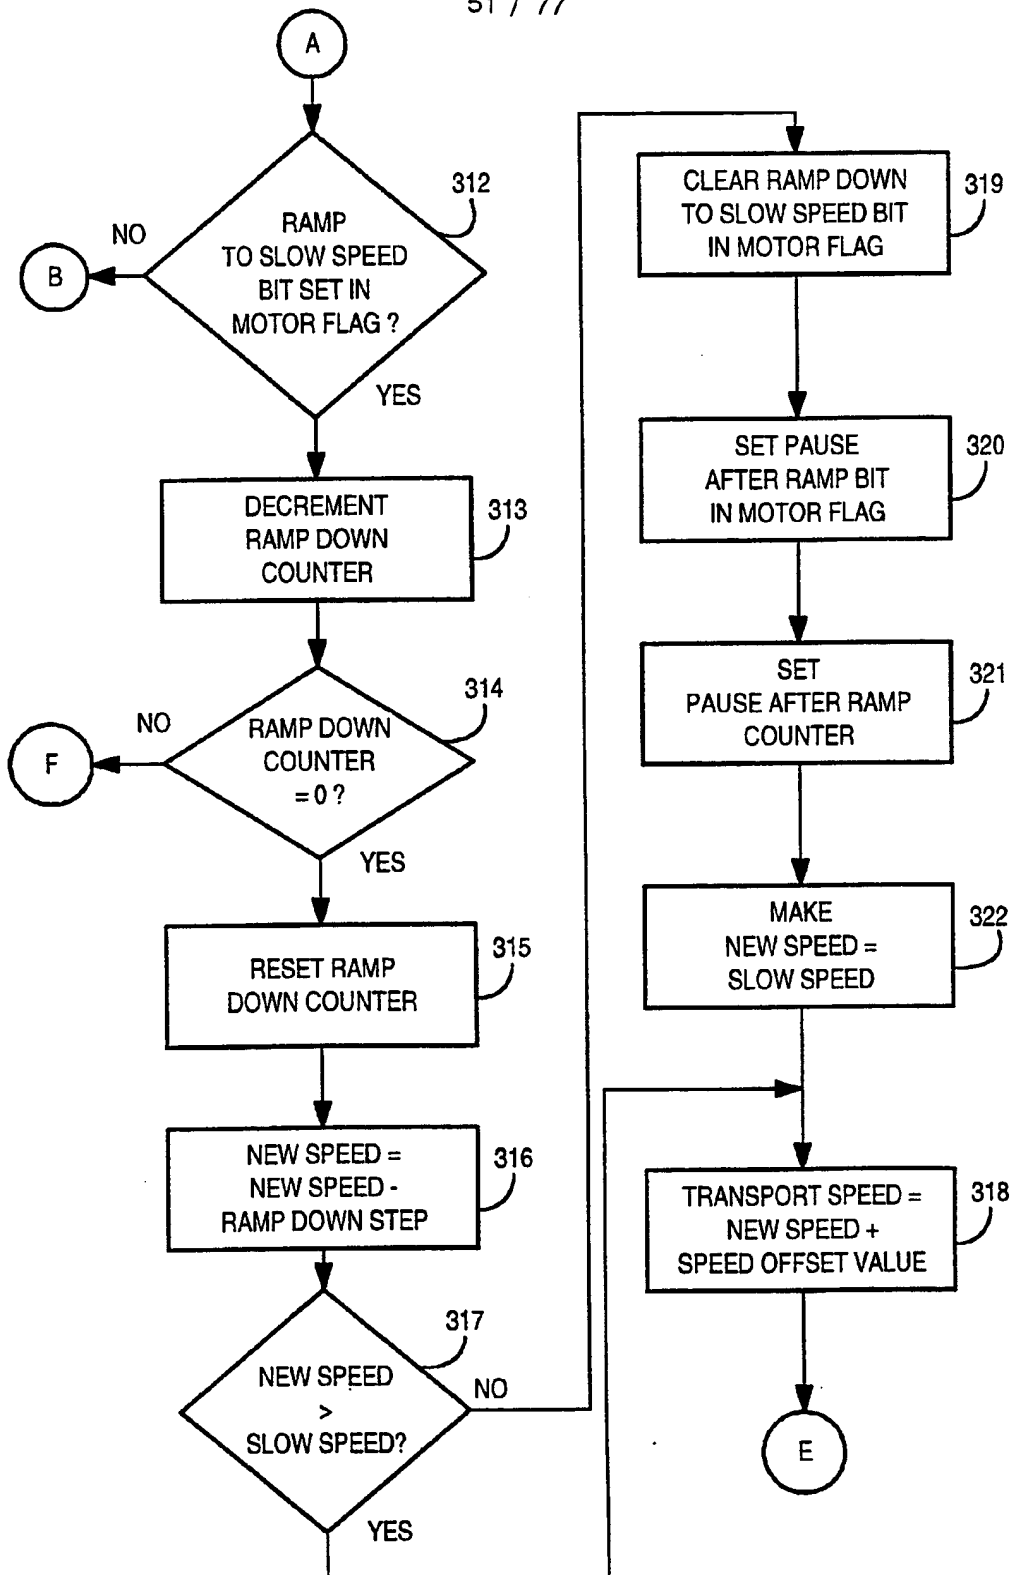 51 / 77
A
312
RAMP
TO SLOW SPEED
BIT SET IN
MOTOR FLAG ?
NO
B
YES
DECREMENT
RAMP DOWN
COUNTER
313
314
RAMP DOWN
COUNTER
= 0 ?
NO
F
YES
RESET RAMP
DOWN COUNTER
315
NEW SPEED =
NEW SPEED -
RAMP DOWN STEP
316
317
NEW SPEED
>
SLOW SPEED?
NO
YES
CLEAR RAMP DOWN
TO SLOW SPEED BIT
IN MOTOR FLAG
319
SET PAUSE
AFTER RAMP BIT
IN MOTOR FLAG
320
SET
PAUSE AFTER RAMP
COUNTER
321
MAKE
NEW SPEED =
SLOW SPEED
322
TRANSPORT SPEED =
NEW SPEED +
SPEED OFFSET VALUE
318
E